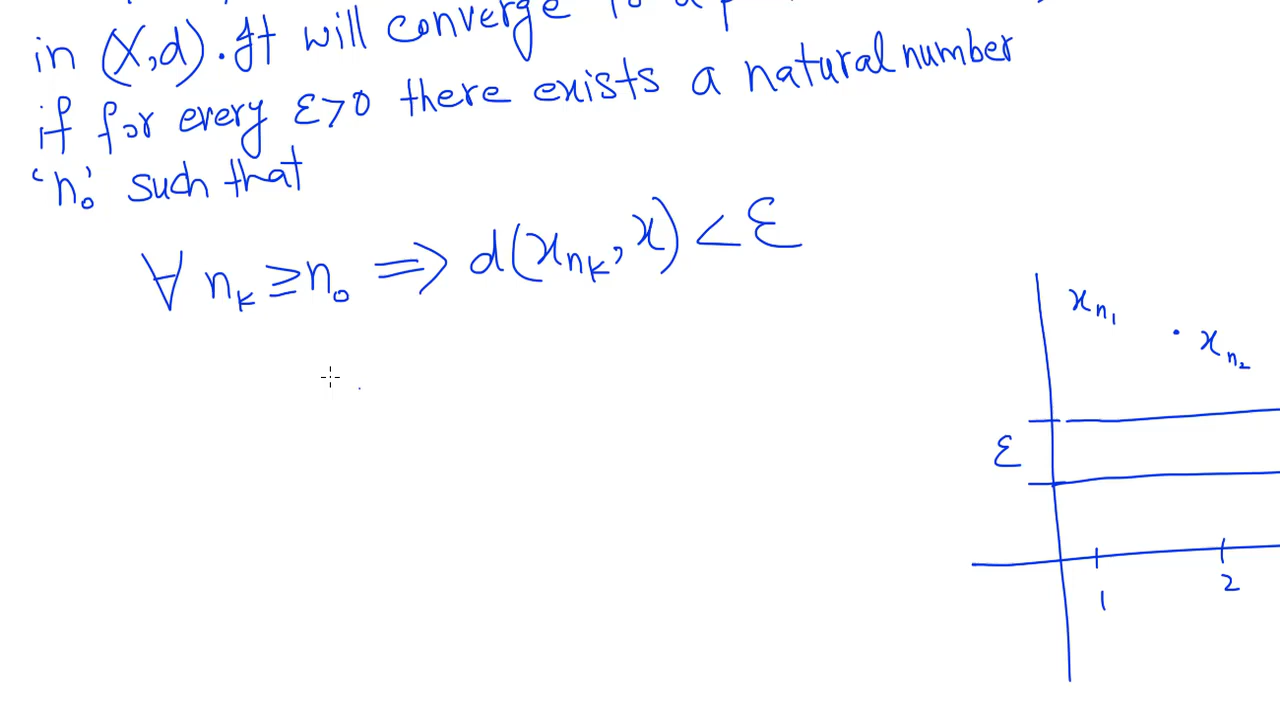 in (X,d). It will converge to a
if for every ε>0 there exists a natural number
'n₀' such that
∀ nₖ ≥ n₀ ⟹ d(xₙₖ, x) < ε
xₙ₁
xₙ₂
ε
1
2